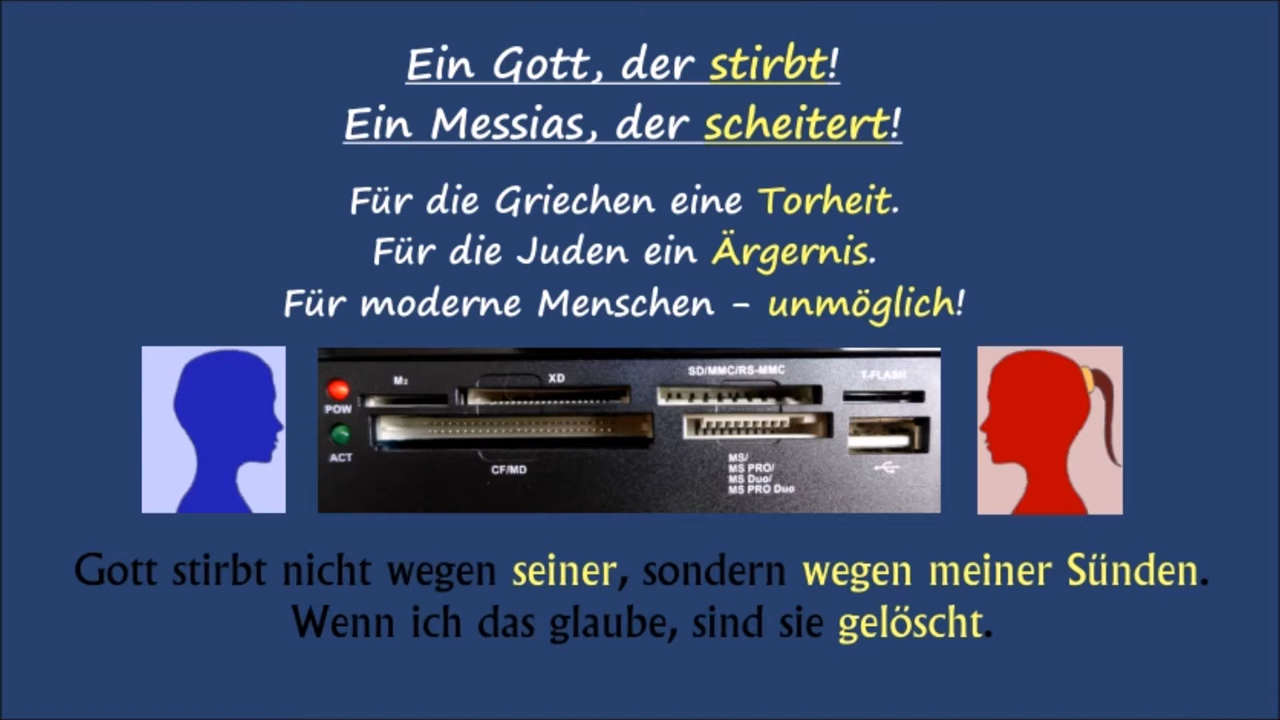 Ein Gott, der stirbt!
Ein Messias, der scheitert!
Für die Griechen eine Torheit.
Für die Juden ein Ärgernis.
Für moderne Menschen – unmöglich!
POW
ACT
M2
XD
SD/MMC/RS-MMC
T-FLASH
CF/MD
MS/
MS PRO/
MS Duo/
MS PRO Duo
Gott stirbt nicht wegen seiner, sondern wegen meiner Sünden.
Wenn ich das glaube, sind sie gelöscht.